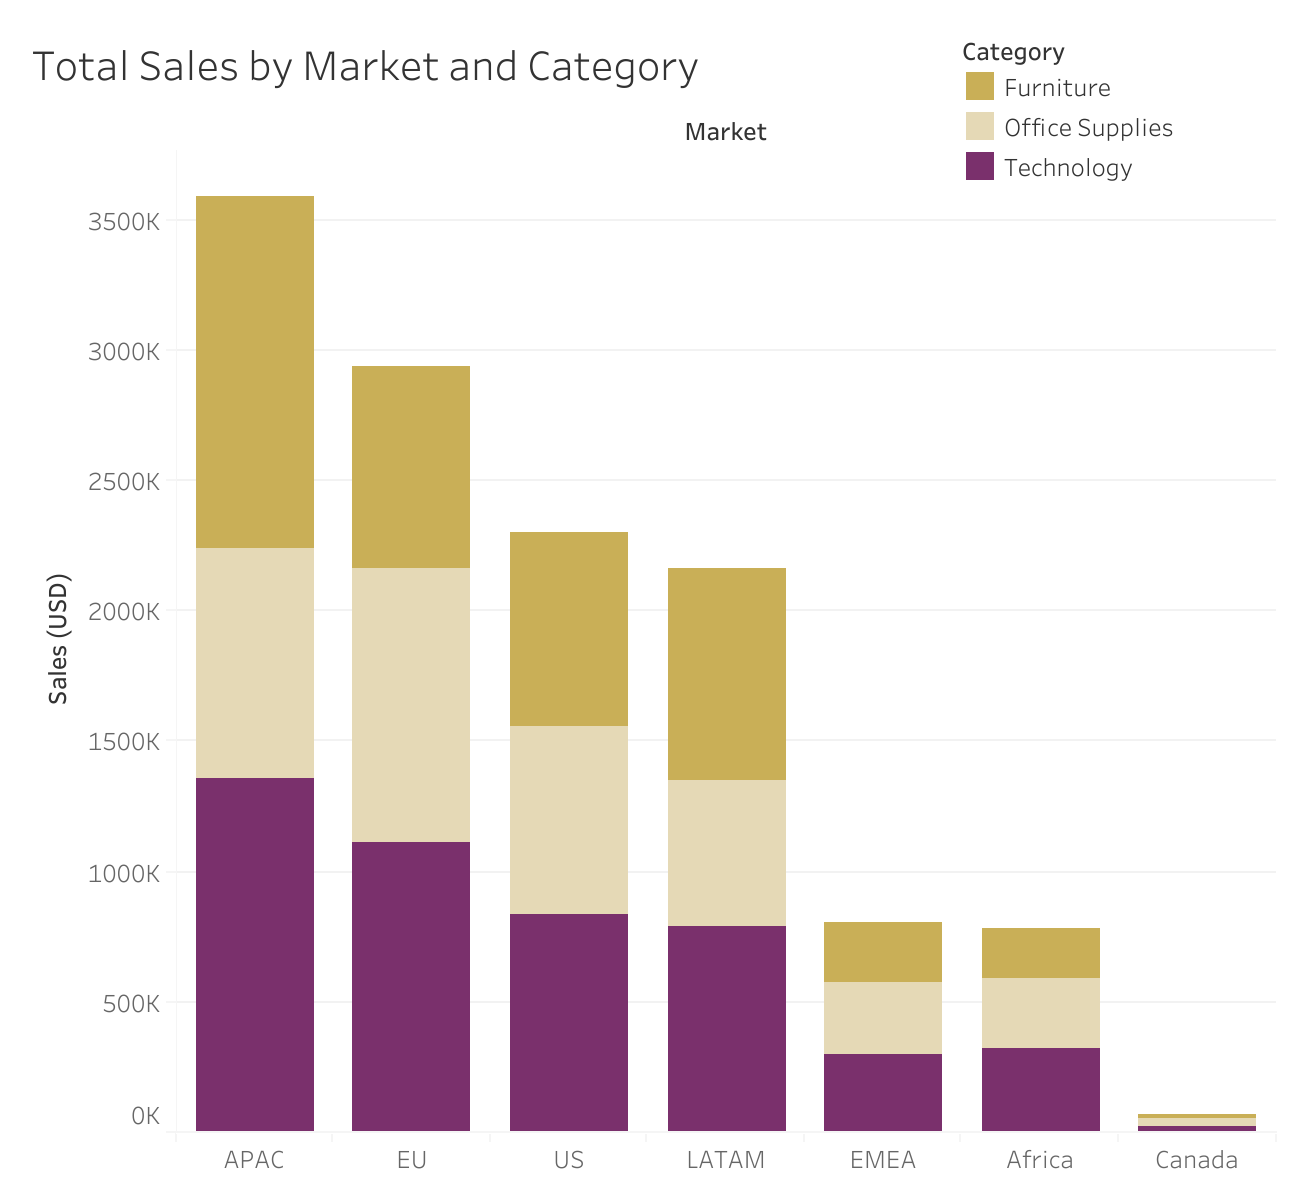 Total Sales by Market and Category
Category
Furniture
Office Supplies
Technology
Market
3500K
3000K
2500K
2000K
1500K
1000K
500K
0K
Sales (USD)
APAC
EU
US
LATAM
EMEA
Africa
Canada